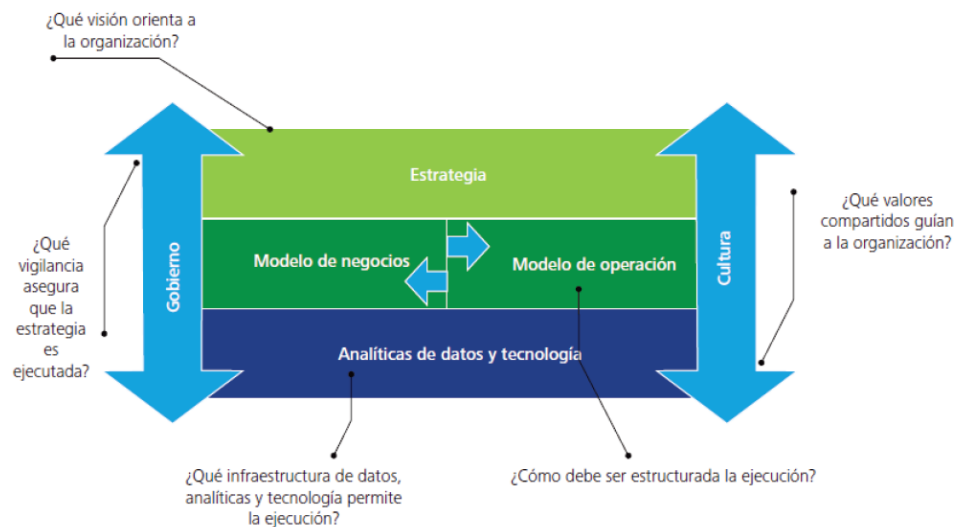 ¿Qué visión orienta a
la organización?
Estrategia
¿Qué valores
compartidos guían
a la organización?
¿Qué
vigilancia
asegura
que la
estrategia
es
ejecutada?
Gobierno
Modelo de negocios
Modelo de operación
Cultura
Analíticas de datos y tecnología
¿Qué infraestructura de datos,
analíticas y tecnología permite
la ejecución?
¿Cómo debe ser estructurada la ejecución?